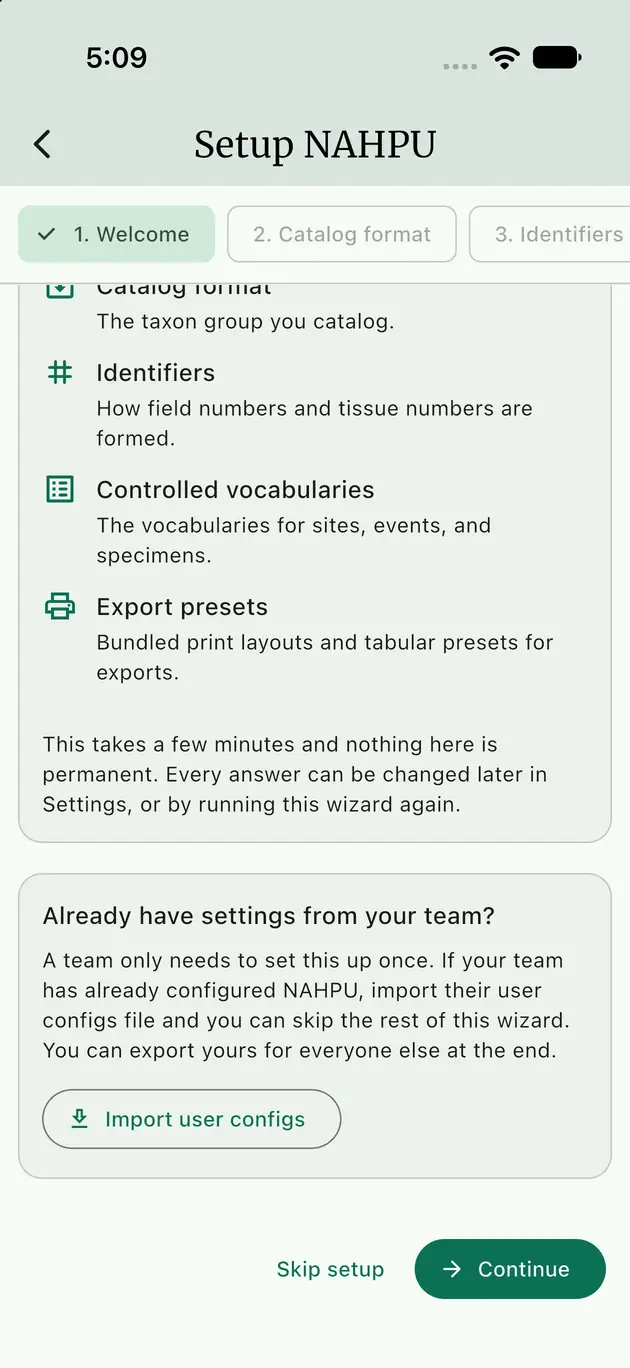 5:09
Setup NAHPU
1. Welcome
2. Catalog format
3. Identifiers
Catalog format
The taxon group you catalog.
Identifiers
How field numbers and tissue numbers are
formed.
Controlled vocabularies
The vocabularies for sites, events, and
specimens.
Export presets
Bundled print layouts and tabular presets for
exports.
This takes a few minutes and nothing here is
permanent. Every answer can be changed later in
Settings, or by running this wizard again.
Already have settings from your team?
A team only needs to set this up once. If your team
has already configured NAHPU, import their user
configs file and you can skip the rest of this wizard.
You can export yours for everyone else at the end.
Import user configs
Skip setup
Continue